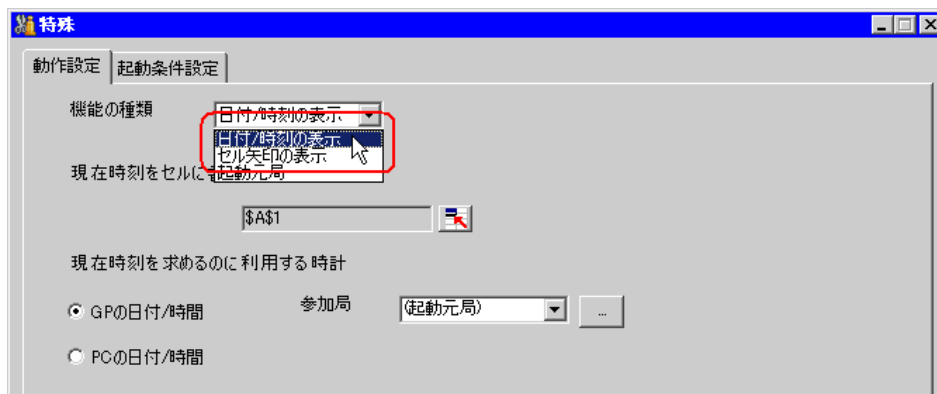 特殊
動作設定 起動条件設定
機能の種類 日付/時刻の表示
日付/時刻の表示
セル矢印の表示
現在時刻をセルに 起動元局
$A$1
現在時刻を求めるのに利用する時計
GPの日付/時間 参加局 (起動元局) ...
PCの日付/時間